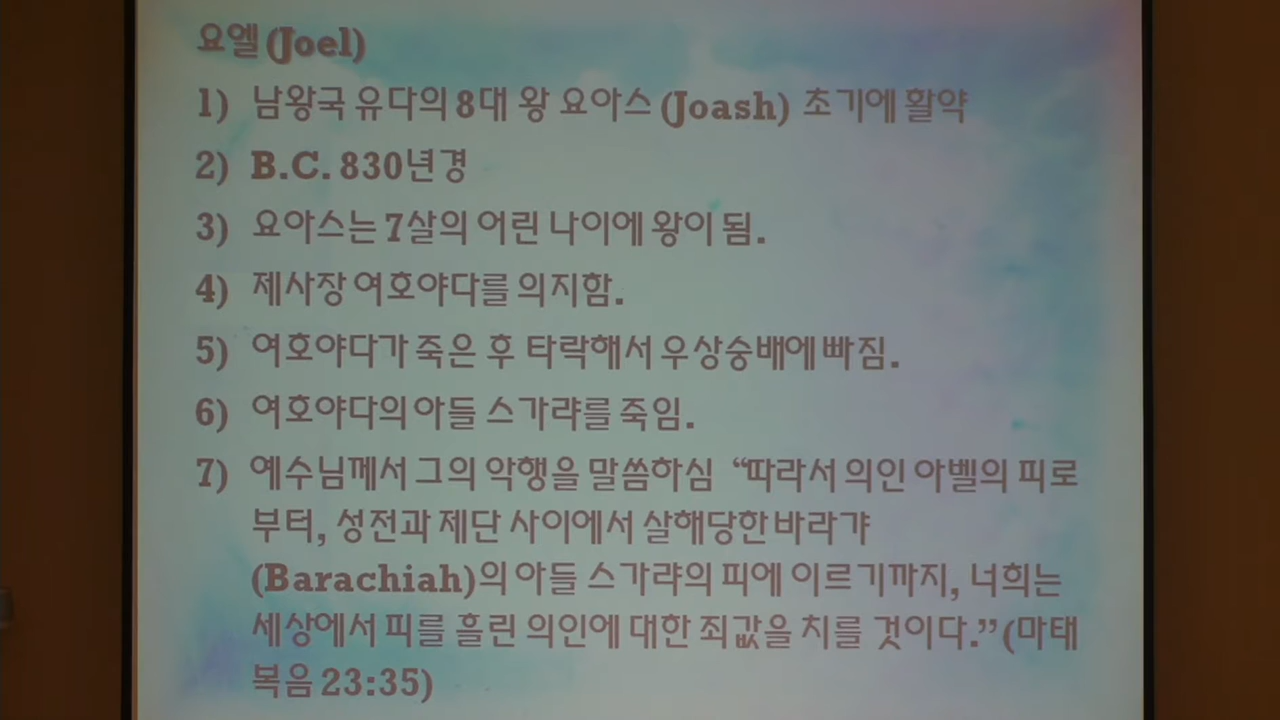 요엘 (Joel)
1) 남왕국 유다의 8대 왕 요아스 (Joash) 초기에 활약
2) B.C. 830년경
3) 요아스는 7살의 어린 나이에 왕이 됨.
4) 제사장 여호야다를 의지함.
5) 여호야다가 죽은 후 타락해서 우상숭배에 빠짐.
6) 여호야다의 아들 스가랴를 죽임.
7) 예수님께서 그의 악행을 말씀하심 “따라서 의인 아벨의 피로
부터, 성전과 제단 사이에서 살해당한 바라갸
(Barachiah)의 아들 스가랴의 피에 이르기까지, 너희는
세상에서 피를 흘린 의인에 대한 죄값을 치를 것이다.” (마태
복음 23:35)